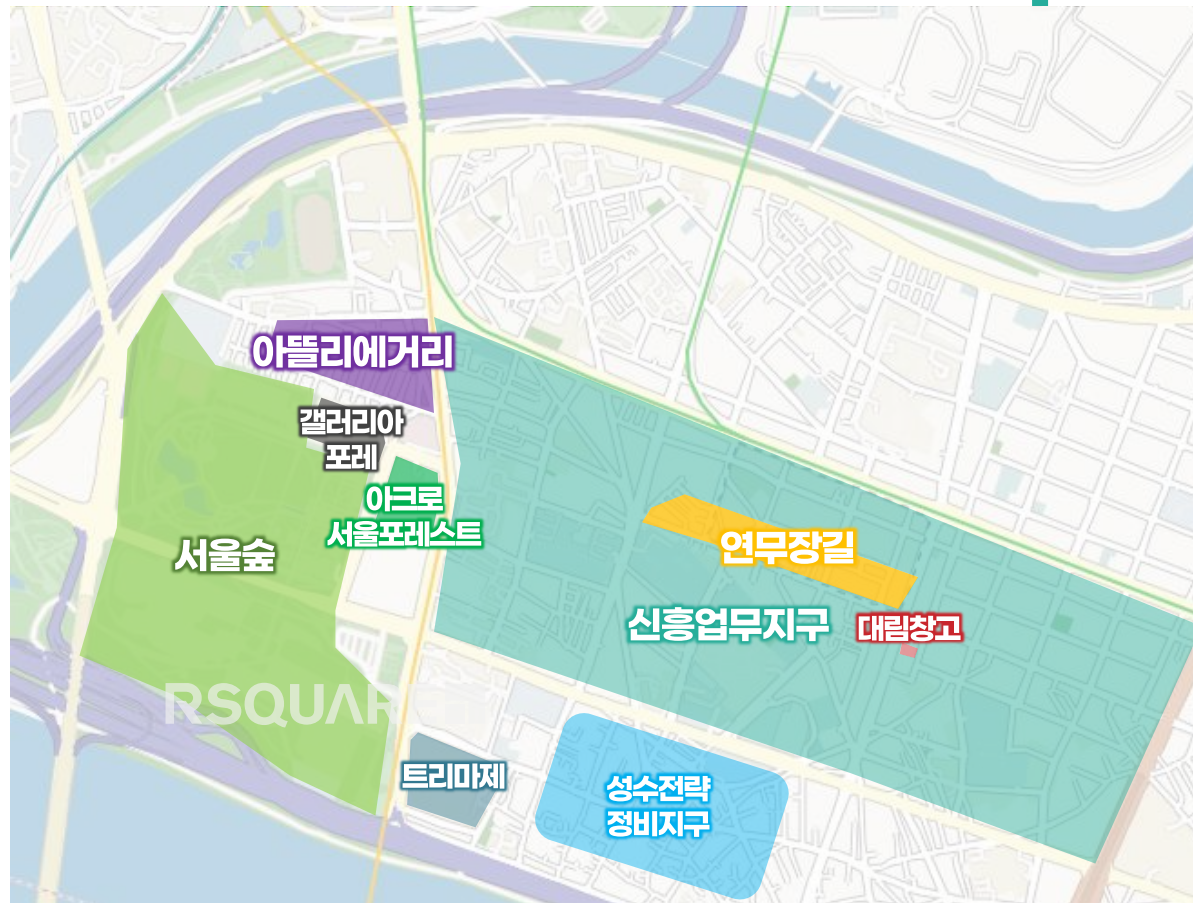 아뜰리에거리
갤러리아
포레
아크로
서울포레스트
서울숲
연무장길
신흥업무지구
대림창고
RSQUARE
트리마제
성수전략
정비지구